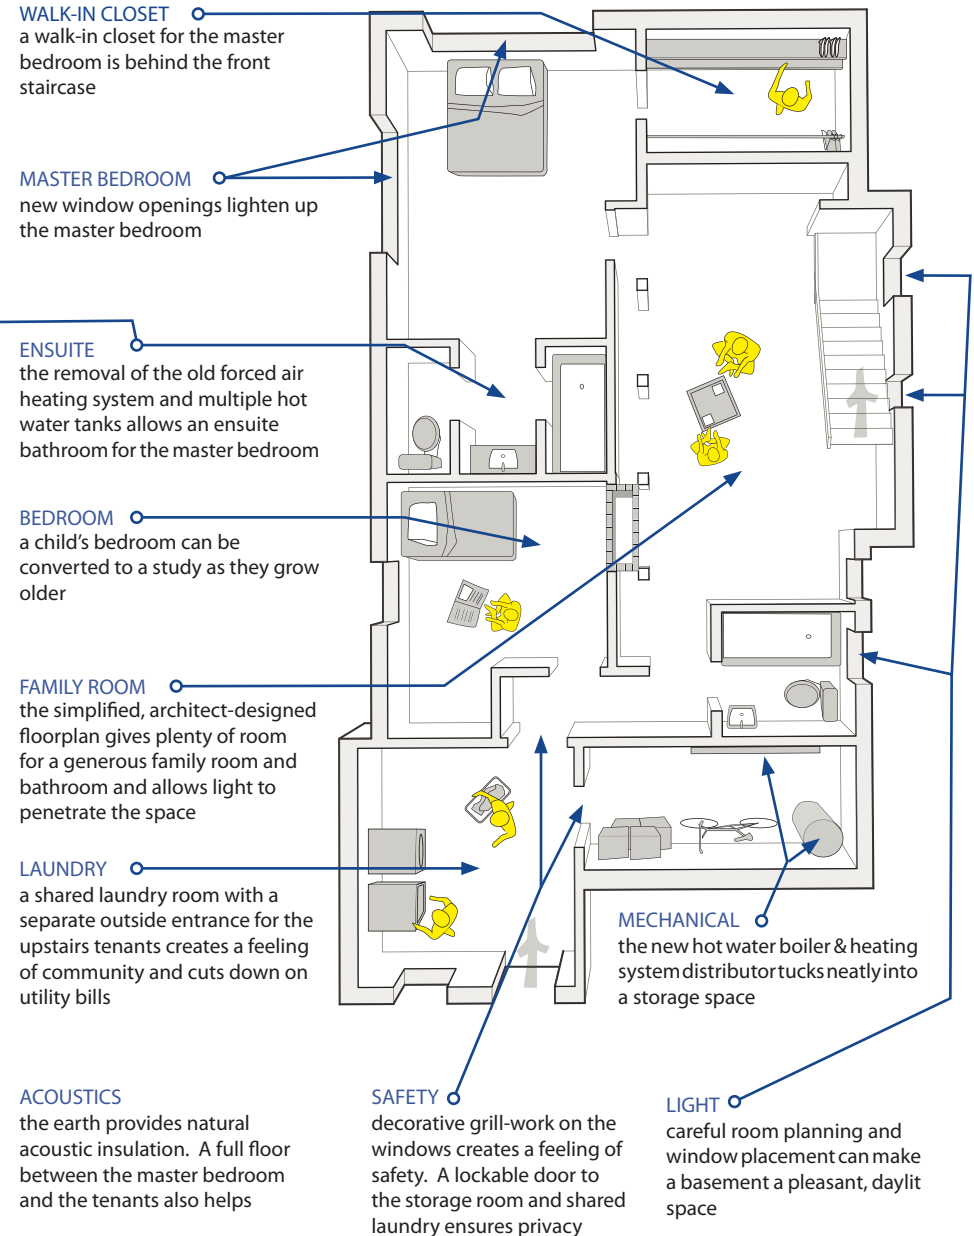 WALK-IN CLOSET
a walk-in closet for the master
bedroom is behind the front
staircase
MASTER BEDROOM
new window openings lighten up
the master bedroom
ENSUITE
the removal of the old forced air
heating system and multiple hot
water tanks allows an ensuite
bathroom for the master bedroom
BEDROOM
a child's bedroom can be
converted to a study as they grow
older
FAMILY ROOM
the simplified, architect-designed
floorplan gives plenty of room
for a generous family room and
bathroom and allows light to
penetrate the space
LAUNDRY
a shared laundry room with a
separate outside entrance for the
upstairs tenants creates a feeling
of community and cuts down on
utility bills
MECHANICAL
the new hot water boiler & heating
system distributor tucks neatly into
a storage space
ACOUSTICS
the earth provides natural
acoustic insulation.  A full floor
between the master bedroom
and the tenants also helps
SAFETY
decorative grill-work on the
windows creates a feeling of
safety.  A lockable door to
the storage room and shared
laundry ensures privacy
LIGHT
careful room planning and
window placement can make
a basement a pleasant, daylit
space